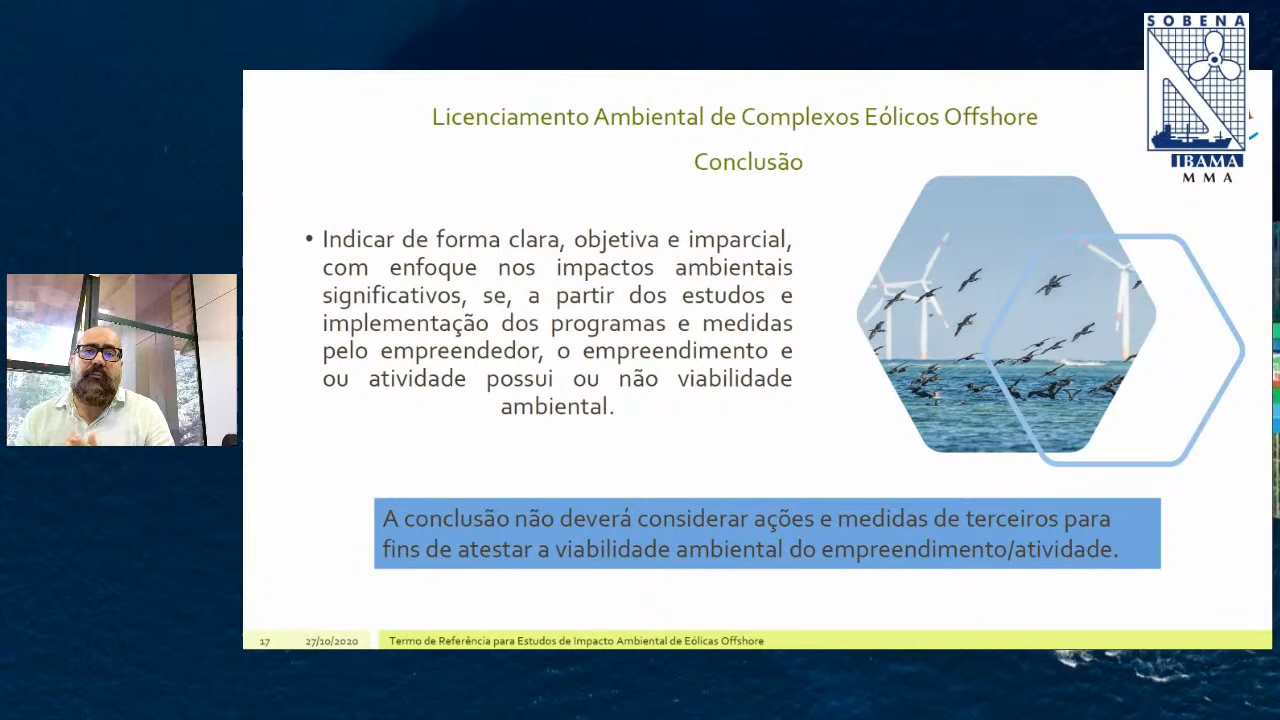 SOBENA
IBAMA
MMA
Licenciamento Ambiental de Complexos Eólicos Offshore
Conclusão
• Indicar de forma clara, objetiva e imparcial,
com enfoque nos impactos ambientais
significativos, se, a partir dos estudos e
implementação dos programas e medidas
pelo empreendedor, o empreendimento e
ou atividade possui ou não viabilidade
ambiental.
A conclusão não deverá considerar ações e medidas de terceiros para
fins de atestar a viabilidade ambiental do empreendimento/atividade.
17 27/10/2020 Termo de Referência para Estudos de Impacto Ambiental de Eólicas Offshore